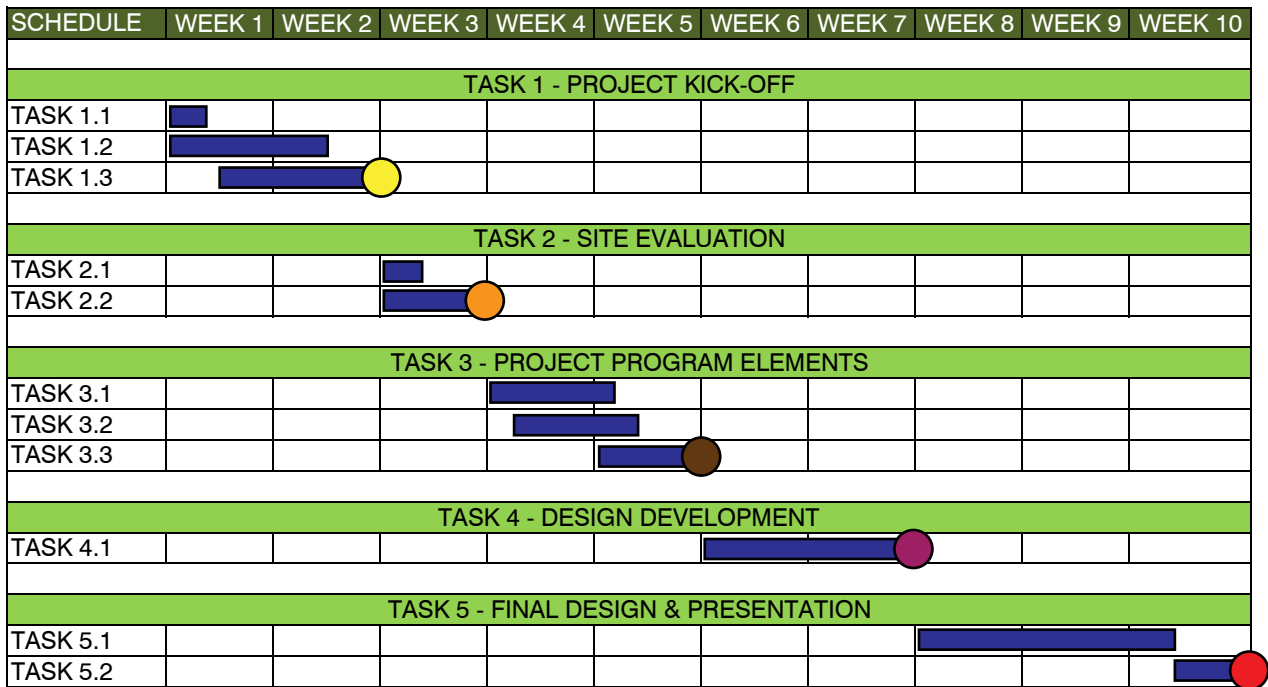 SCHEDULE WEEK 1 WEEK 2 WEEK 3 WEEK 4 WEEK 5 WEEK 6 WEEK 7 WEEK 8 WEEK 9 WEEK 10
TASK 1 - PROJECT KICK-OFF
TASK 1.1
TASK 1.2
TASK 1.3
TASK 2 - SITE EVALUATION
TASK 2.1
TASK 2.2
TASK 3 - PROJECT PROGRAM ELEMENTS
TASK 3.1
TASK 3.2
TASK 3.3
TASK 4 - DESIGN DEVELOPMENT
TASK 4.1
TASK 5 - FINAL DESIGN & PRESENTATION
TASK 5.1
TASK 5.2